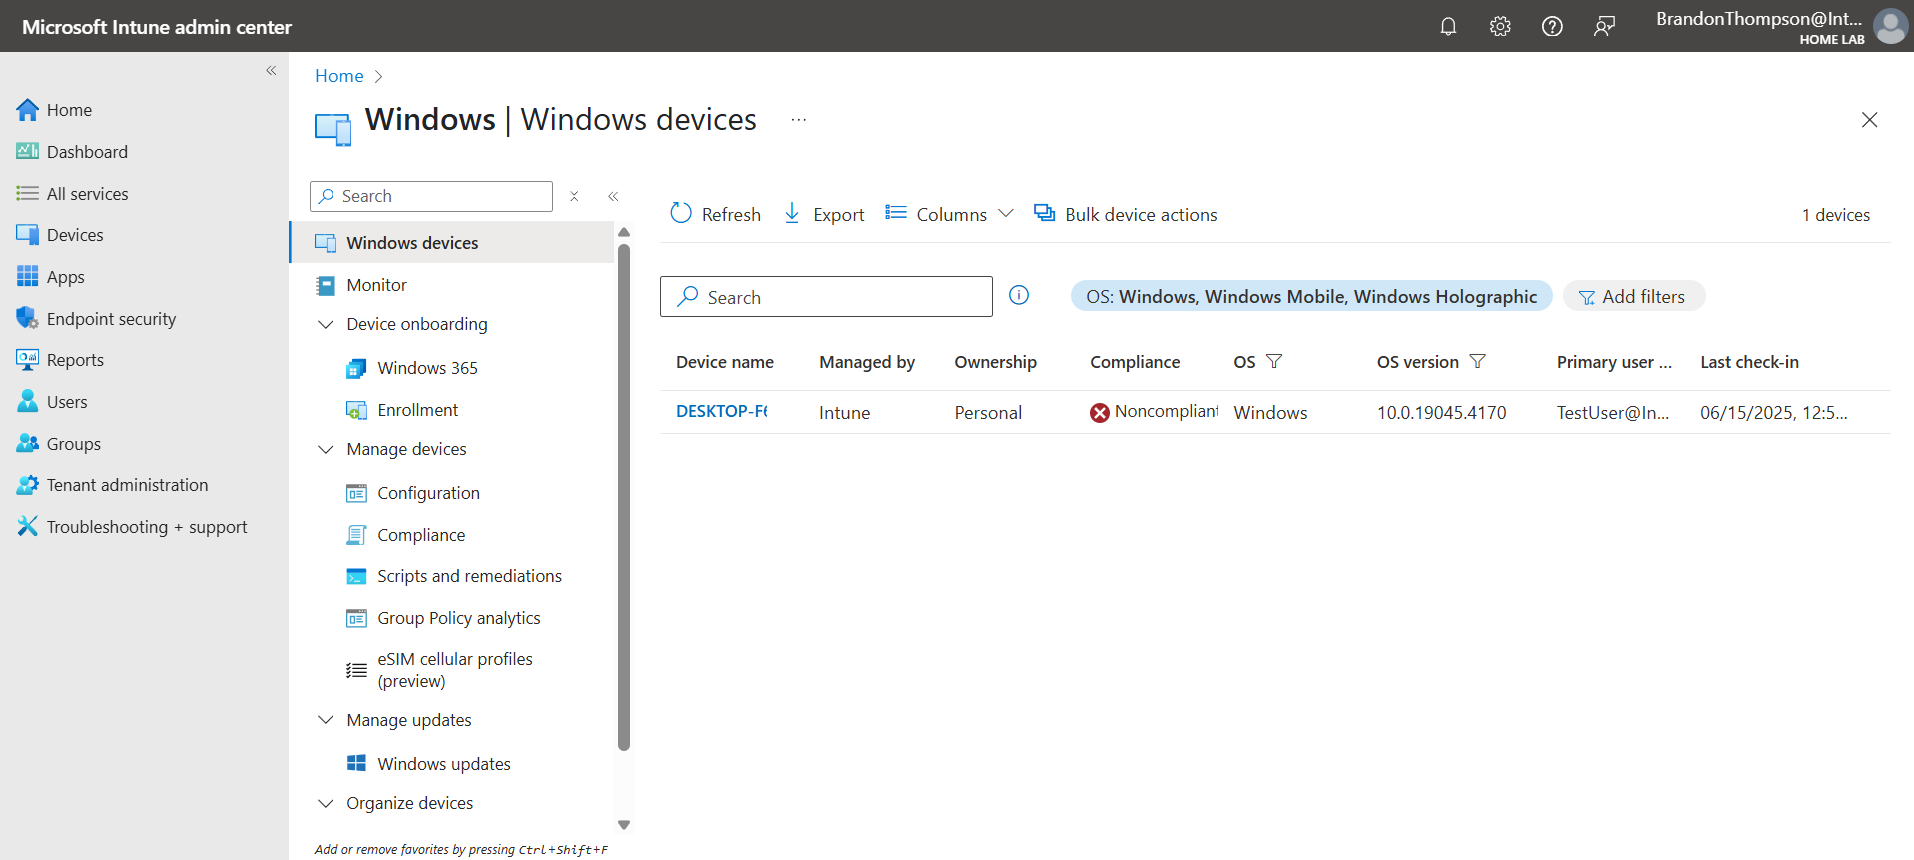 Microsoft Intune admin center
BrandonThompson@Int...
HOME LAB
Home
Dashboard
All services
Devices
Apps
Endpoint security
Reports
Users
Groups
Tenant administration
Troubleshooting + support
Home
Windows | Windows devices
Search
Windows devices
Monitor
Device onboarding
Windows 365
Enrollment
Manage devices
Configuration
Compliance
Scripts and remediations
Group Policy analytics
eSIM cellular profiles
(preview)
Manage updates
Windows updates
Organize devices
Add or remove favorites by pressing Ctrl+Shift+F
Refresh Export Columns Bulk device actions 1 devices
Search OS: Windows, Windows Mobile, Windows Holographic Add filters
Device name Managed by Ownership Compliance OS OS version Primary user ... Last check-in
DESKTOP-F6 Intune Personal Noncompliant Windows 10.0.19045.4170 TestUser@In... 06/15/2025, 12:5...